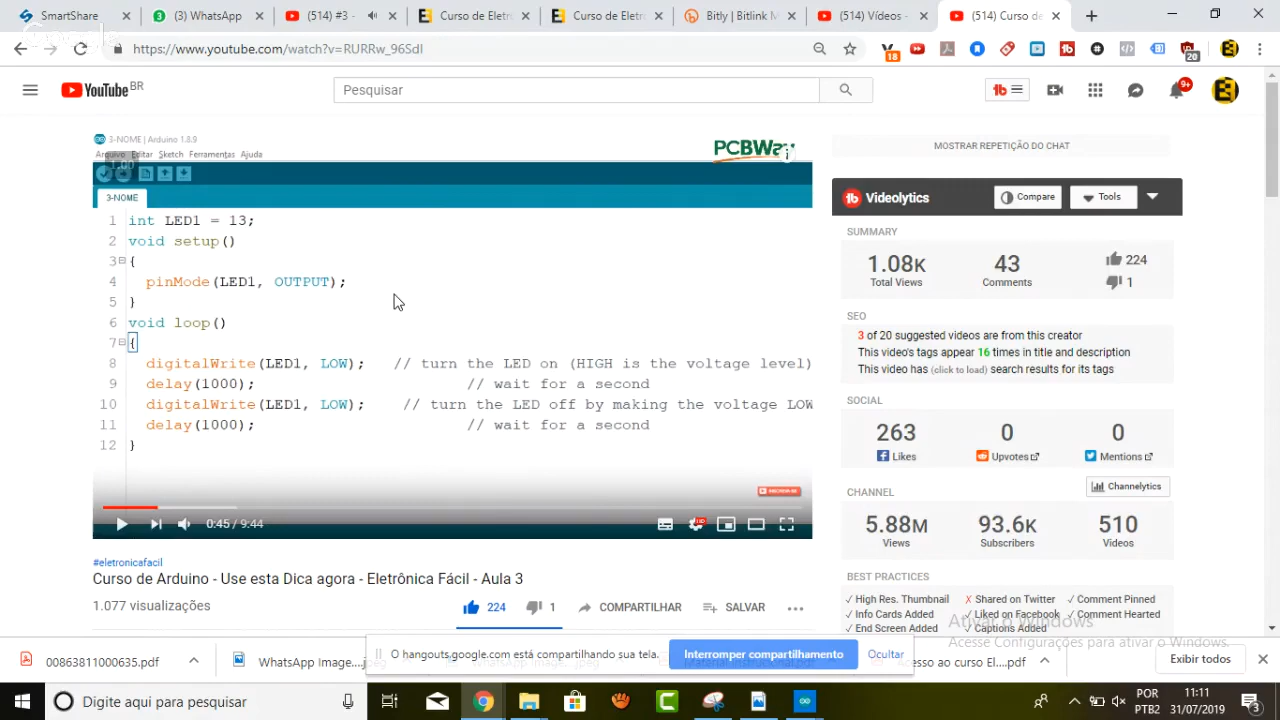 SmartShare
(3) WhatsApp
(514) #3 -
Curso de Eletr
Curso de Eletr
Bitly | Bitlink M
(514) Vídeos -
(514) Curso de
https://www.youtube.com/watch?v=RURRw_96SdI
18
20
YouTube BR
Pesquisar
9+
3-NOME | Arduino 1.8.9
Arquivo Editar Sketch Ferramentas Ajuda
1.00
PCBWay
3-NOME
1 int LED1 = 13;
2 void setup()
3 {
4 pinMode(LED1, OUTPUT);
5 }
6 void loop()
7 {
8 digitalWrite(LED1, LOW); // turn the LED on (HIGH is the voltage level)
9 delay(1000); // wait for a second
10 digitalWrite(LED1, LOW); // turn the LED off by making the voltage LOW
11 delay(1000); // wait for a second
12 }
INSCREVA-SE
0:45 / 9:44
HD
#eletronicafacil
Curso de Arduino - Use esta Dica agora - Eletrônica Fácil - Aula 3
1.077 visualizações
224
1
COMPARTILHAR
SALVAR
MOSTRAR REPETIÇÃO DO CHAT
Videolytics
Compare
Tools
SUMMARY
1.08K
Total Views
43
Comments
224
1
SEO
3 of 20 suggested videos are from this creator
This video's tags appear 16 times in title and description
This video has (click to load) search results for its tags
SOCIAL
263
Likes
0
Upvotes
0
Mentions
CHANNEL
Channelytics
5.88M
Views
93.6K
Subscribers
510
Videos
BEST PRACTICES
√ High Res. Thumbnail
X Shared on Twitter
√ Comment Pinned
√ Info Cards Added
√ Liked on Facebook
√ Comment Hearted
√ End Screen Added
√ Captions Added
Ativar o Windows
Acesse Configurações para ativar o Windows.
00863811000635.pdf
WhatsApp Image....jpeg
O hangouts.google.com está compartilhando sua tela.
Interromper compartilhamento
Ocultar
Acesso ao curso El....pdf
Exibir todos
Digite aqui para pesquisar
POR
PTB2
11:11
31/07/2019
3